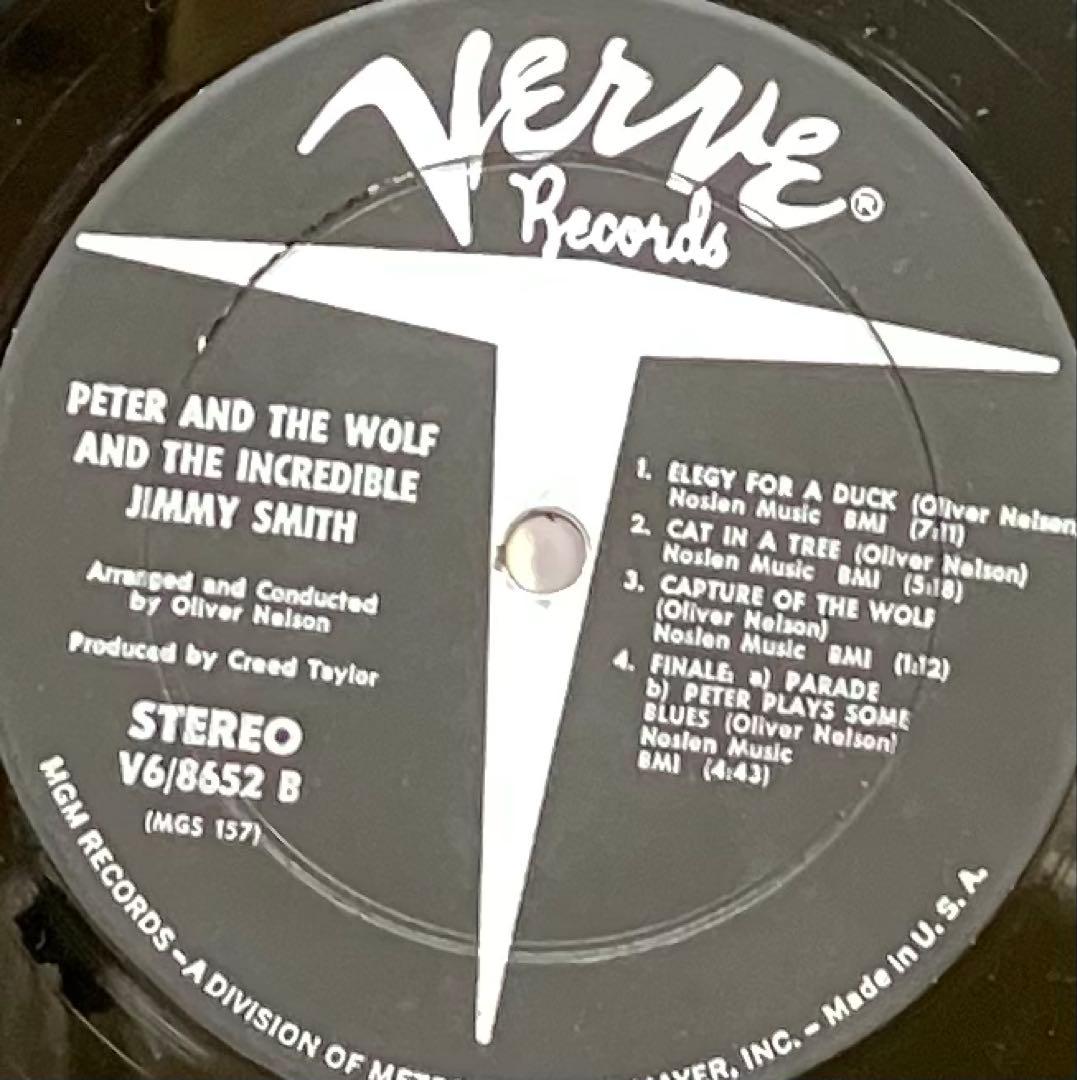 Verve®
Records
PETER AND THE WOLF
AND THE INCREDIBLE
JIMMY SMITH
Arranged and Conducted
by Oliver Nelson
Produced by Creed Taylor
STEREO
V6/8652 B
(MGS 157)
1. ELEGY FOR A DUCK (Oliver Nelson
Noslen Music BMI (7:11)
2. CAT IN A TREE (Oliver Nelson)
Noslen Music BMI (5:18)
3. CAPTURE OF THE WOLF
(Oliver Nelson)
Noslen Music BMI (1:12)
4. FINALE: a) PARADE
b) PETER PLAYS SOME
BLUES (Oliver Nelson)
Noslen Music
BMI (4:43)
MGM RECORDS – A DIVISION OF INC. – Made in U. S. A.